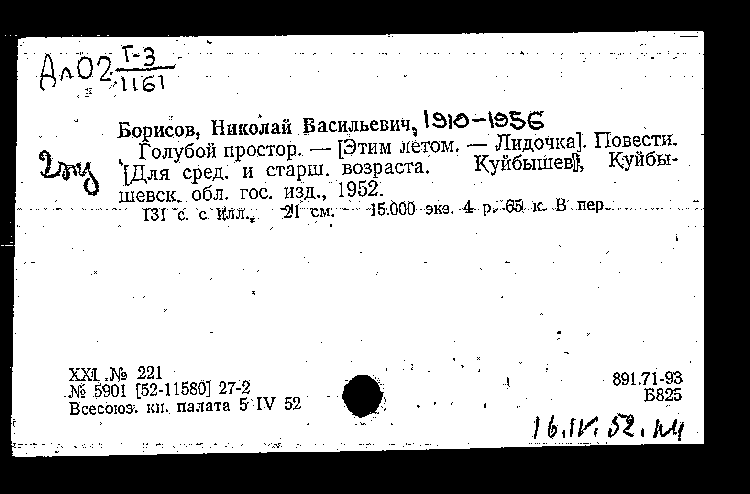 Дл02 Т-3
1161
Борисов, Николай Васильевич, 1910-1956
Голубой простор. — [Этим летом. — Лидочка]. Повести.
[Для сред. и старш. возраста. Куйбышев], Куйбы-
шевск. обл. гос. изд., 1952.
131 с. с илл., 21 см. 15.000 экз. 4 р. 65 к. В пер.
2 экз
XXI № 221
№ 5901 [52-11580] 27-2
Всесоюз. кн. палата 5 IV 52
891.71-93
Б825
16.IV.52.